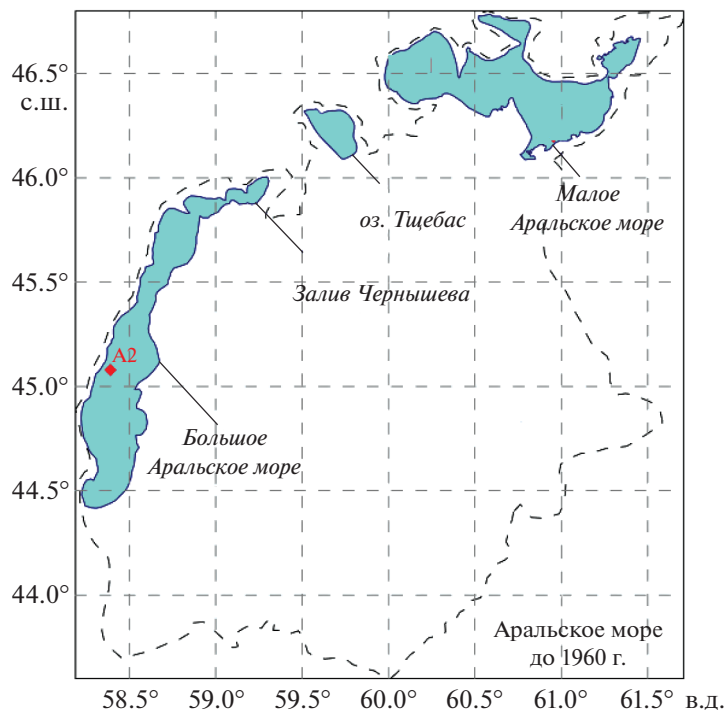 46.5°
с.ш.
46.0°
45.5°
45.0°
44.5°
44.0°
Малое
Аральское море
оз. Тщебас
Залив Чернышева
А2
Большое
Аральское море
Аральское море
до 1960 г.
58.5° 59.0° 59.5° 60.0° 60.5° 61.0° 61.5° в.д.